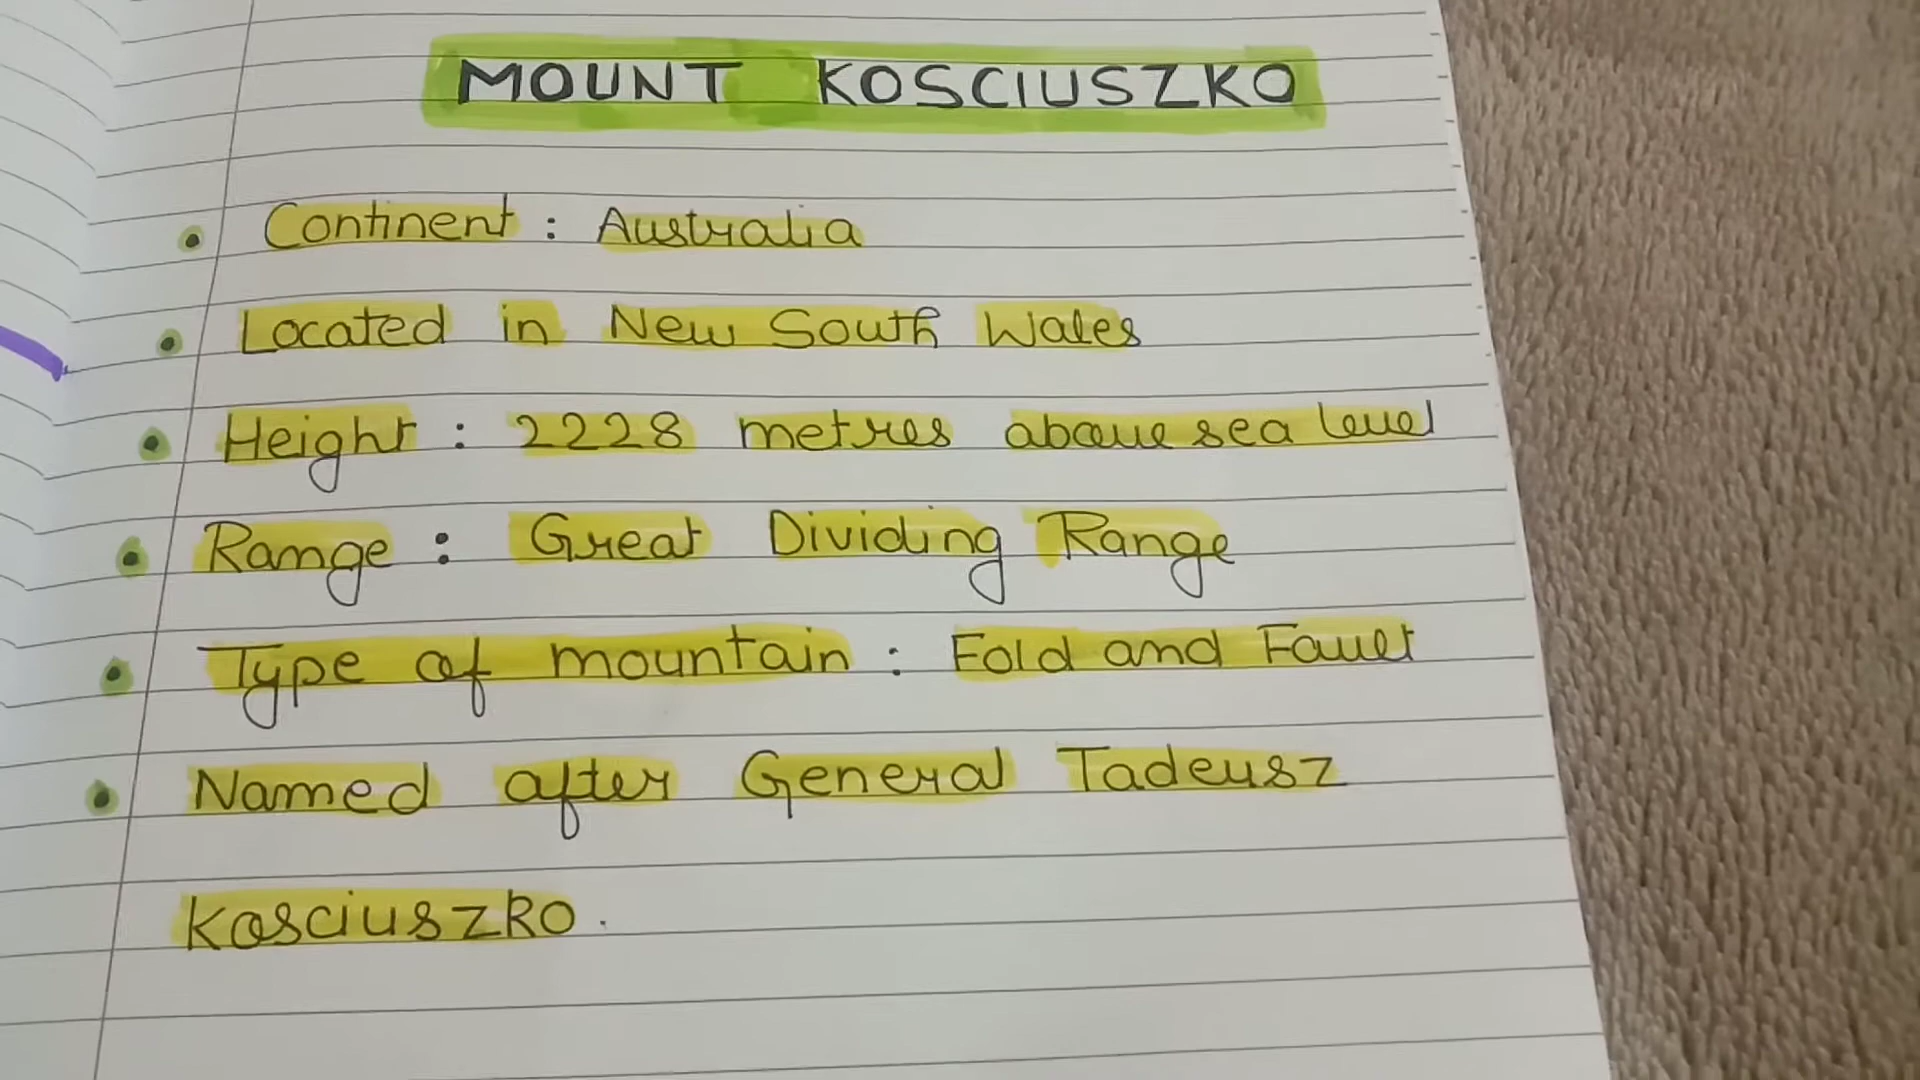 MOUNT KOSCIUSZKO
• Continent : Australia
• Located in New South Wales
• Height : 2228 metres above sea level
• Range : Great Dividing Range
• Type of mountain : Fold and Fault
• Named after General Tadeusz
Kosciuszko.